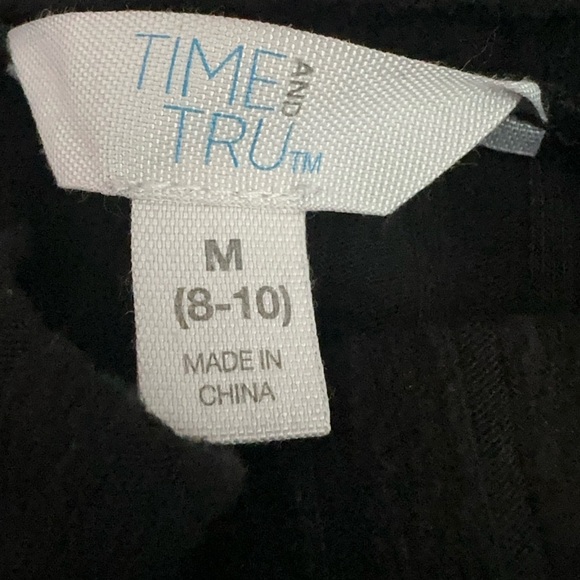 TIME AND
TRU™
M
(8-10)
MADE IN
CHINA